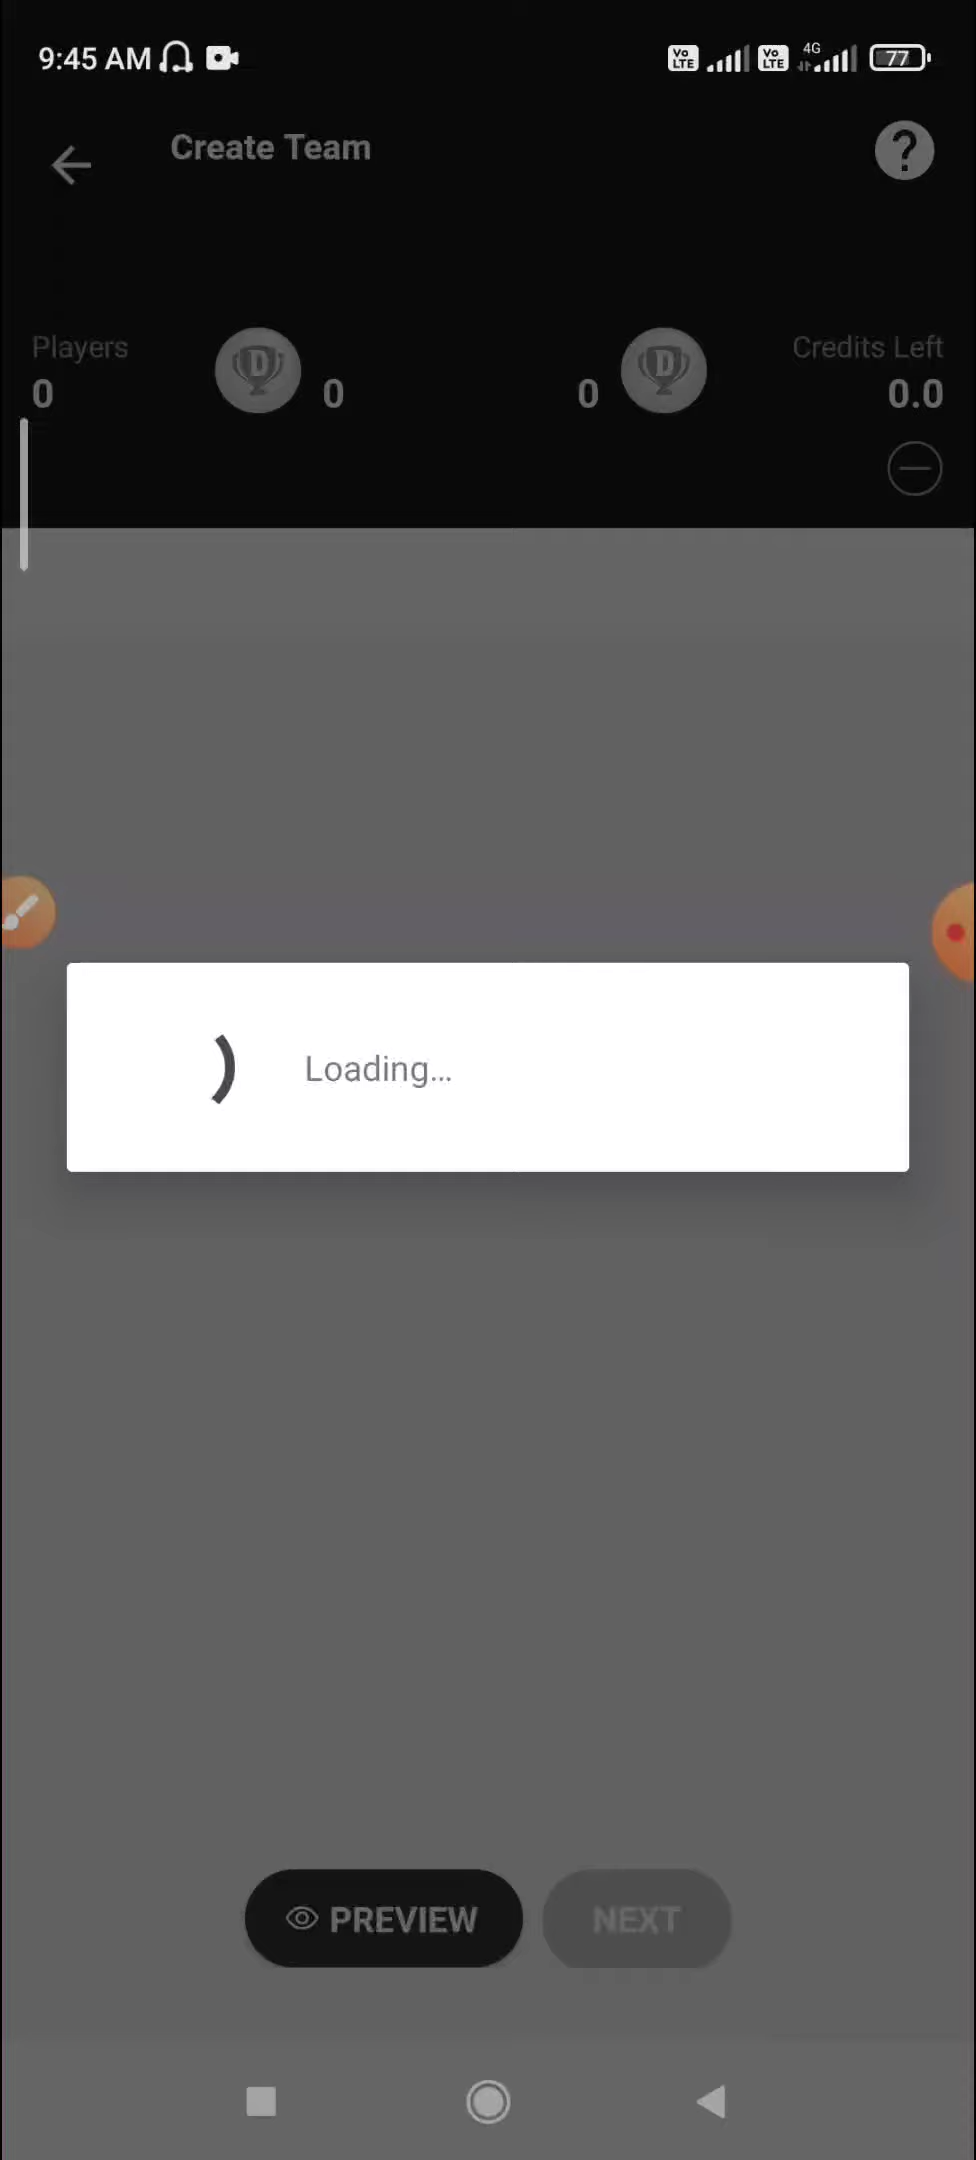 9:45 AM
Vo LTE
Vo LTE
4G
77
Create Team
?
Players
Credits Left
0
D
0
0
D
0.0
Loading...
PREVIEW
NEXT